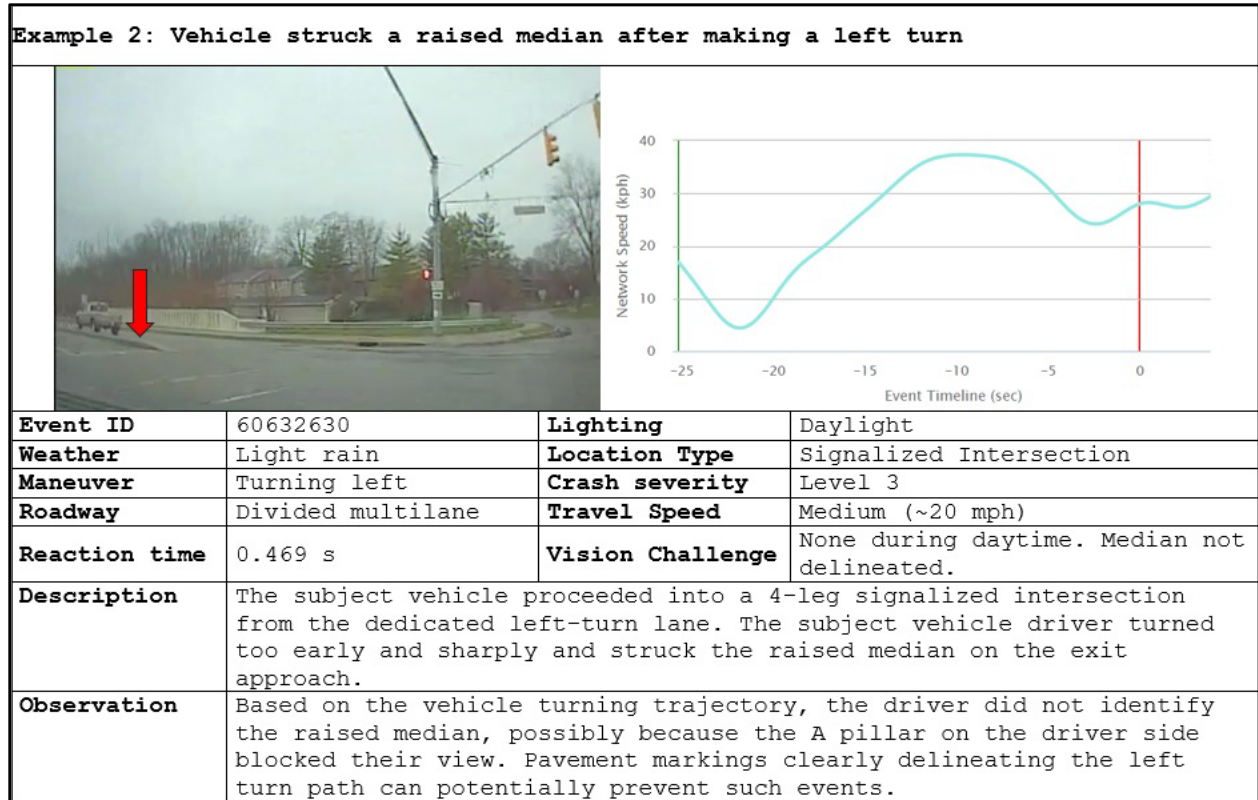 Example 2: Vehicle struck a raised median after making a left turn
40
30
20
10
0
Network Speed (kph)
-25
-20
-15
-10
-5
0
Event Timeline (sec)
Event ID
60632630
Lighting
Daylight
Weather
Light rain
Location Type
Signalized Intersection
Maneuver
Turning left
Crash severity
Level 3
Roadway
Divided multilane
Travel Speed
Medium (~20 mph)
Reaction time
0.469 s
Vision Challenge
None during daytime. Median not
delineated.
Description
The subject vehicle proceeded into a 4-leg signalized intersection
from the dedicated left-turn lane. The subject vehicle driver turned
too early and sharply and struck the raised median on the exit
approach.
Observation
Based on the vehicle turning trajectory, the driver did not identify
the raised median, possibly because the A pillar on the driver side
blocked their view. Pavement markings clearly delineating the left
turn path can potentially prevent such events.